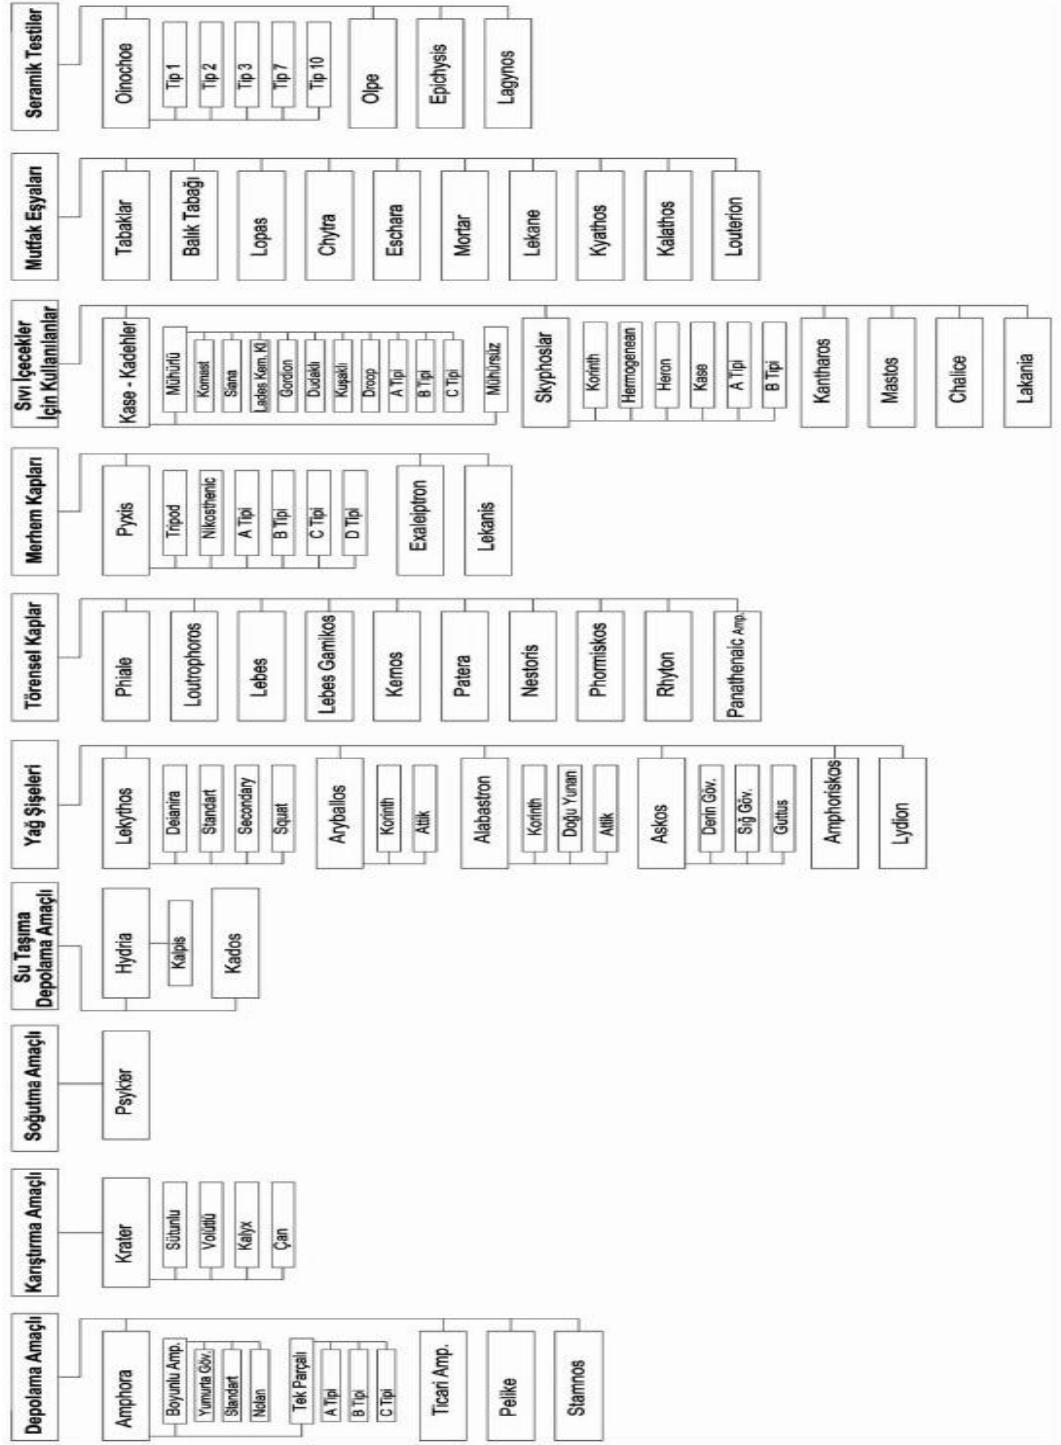 Depolama Amaçlı
Amphora
Boyunlu Amp.
Yumurta Göv.
Standart
Nolan
Tek Parçalı
A Tipi
B Tipi
C Tipi
Ticari Amp.
Pelike
Stamnos
Karıştırma Amaçlı
Krater
Sütunlu
Volütlü
Kalyx
Çan
Soğutma Amaçlı
Psykter
Su Taşıma
Depolama Amaçlı
Hydria
Kalpis
Kados
Yağ Şişeleri
Lekythos
Deianira
Standart
Secondary
Squat
Aryballos
Korinth
Attik
Alabastron
Korinth
Doğu Yunan
Attik
Askos
Derin Göv.
Sığ Göv.
Guttus
Amphoriskos
Lydion
Törensel Kaplar
Phiale
Loutrophoros
Lebes
Lebes Gamikos
Kernos
Patera
Nestoris
Phormiskos
Rhyton
Panathenaic Amp.
Merhem Kapları
Pyxis
Tripod
Nikosthenic
A Tipi
B Tipi
C Tipi
D Tipi
Exaleiptron
Lekanis
Sıvı İçecekler
İçin Kullanılanlar
Kase - Kadehler
Mühürlü
Komast
Siana
Lades Kem. Kl
Gordion
Dudaklı
Kuşaklı
Droop
A Tipi
B Tipi
C Tipi
Mühürsüz
Skyphoslar
Korinth
Hermogenean
Heron
Kase
A Tipi
B Tipi
Kantharos
Mastos
Chalice
Lakania
Mutfak Eşyaları
Tabaklar
Balık Tabağı
Lopas
Chytra
Eschara
Mortar
Lekane
Kyathos
Kalathos
Louterion
Seramik Testiler
Oinochoe
Tip 1
Tip 2
Tip 3
Tip 7
Tip 10
Olpe
Epichysis
Lagynos